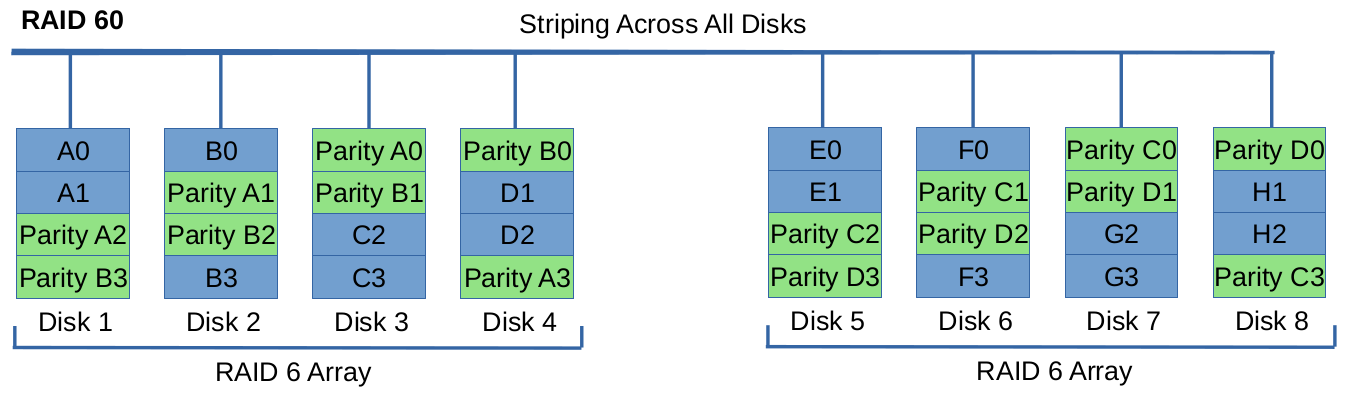 RAID 60
Striping Across All Disks
A0 B0 Parity A0 Parity B0 E0 F0 Parity C0 Parity D0
A1 Parity A1 Parity B1 D1 E1 Parity C1 Parity D1 H1
Parity A2 Parity B2 C2 D2 Parity C2 Parity D2 G2 H2
Parity B3 B3 C3 Parity A3 Parity D3 F3 G3 Parity C3
Disk 1 Disk 2 Disk 3 Disk 4 Disk 5 Disk 6 Disk 7 Disk 8
RAID 6 Array RAID 6 Array